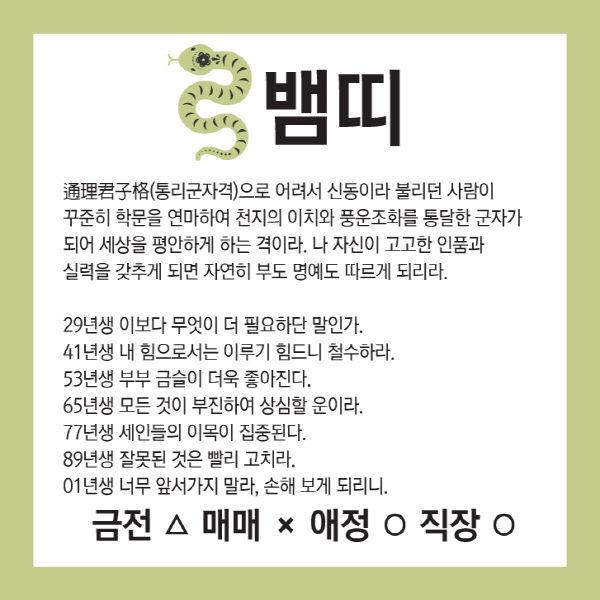 뱀띠
通理君子格(통리군자격)으로 어려서 신동이라 불리던 사람이
꾸준히 학문을 연마하여 천지의 이치와 풍운조화를 통달한 군자가
되어 세상을 평안하게 하는 격이라. 나 자신이 고고한 인품과
실력을 갖추게 되면 자연히 부도 명예도 따르게 되리라.
29년생 이보다 무엇이 더 필요하단 말인가.
41년생 내 힘으로서는 이루기 힘드니 철수하라.
53년생 부부 금슬이 더욱 좋아진다.
65년생 모든 것이 부진하여 상심할 운이라.
77년생 세인들의 이목이 집중된다.
89년생 잘못된 것은 빨리 고치라.
01년생 너무 앞서가지 말라, 손해 보게 되리니.
금전 △ 매매 × 애정 ○ 직장 ○